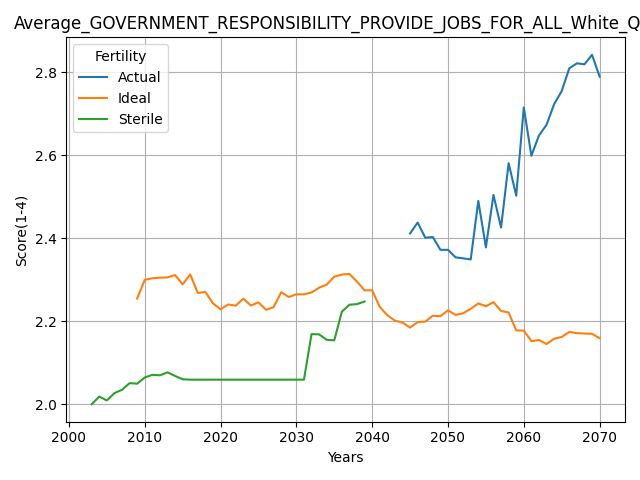 Average_GOVERNMENT_RESPONSIBILITY_PROVIDE_JOBS_FOR_ALL_White_Q
Fertility
Actual
Ideal
Sterile
Score(1-4)
2.8
2.6
2.4
2.2
2.0
2000 2010 2020 2030 2040 2050 2060 2070
Years